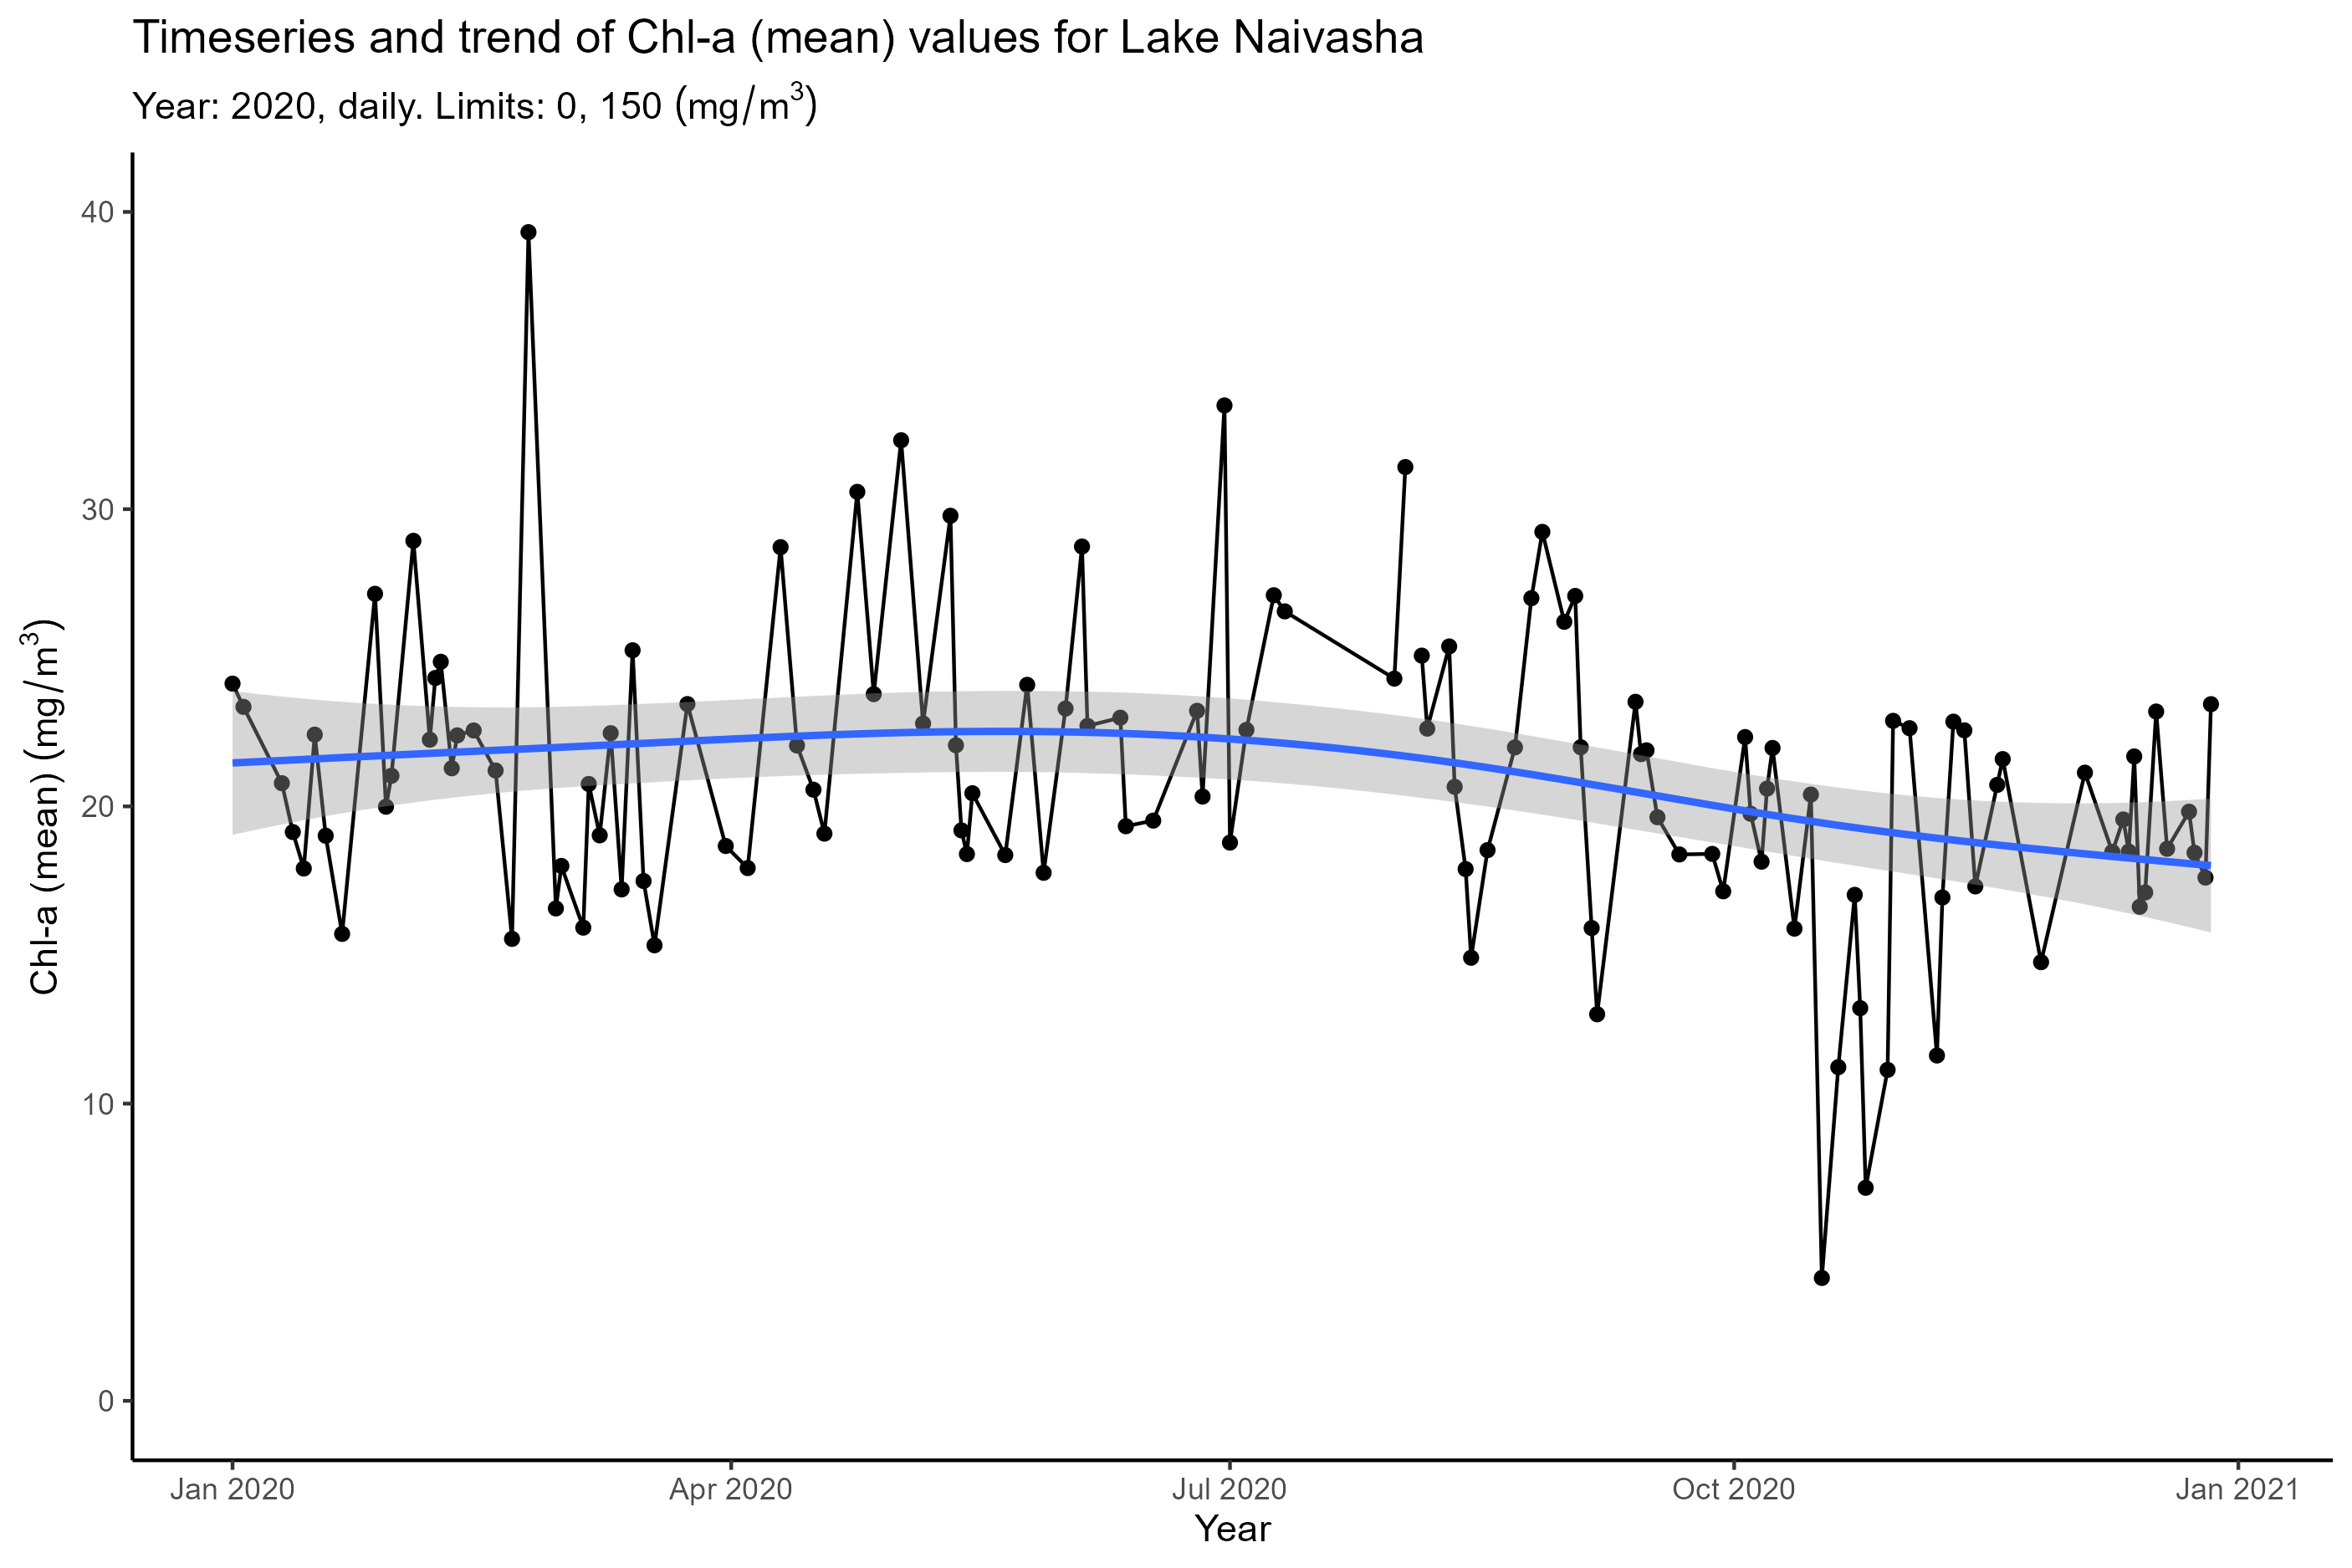 Timeseries and trend of Chl-a (mean) values for Lake Naivasha
Year: 2020, daily. Limits: 0, 150 (mg/m³)
Chl-a (mean) (mg/m³)
40
30
20
10
0
Jan 2020
Apr 2020
Jul 2020
Oct 2020
Jan 2021
Year